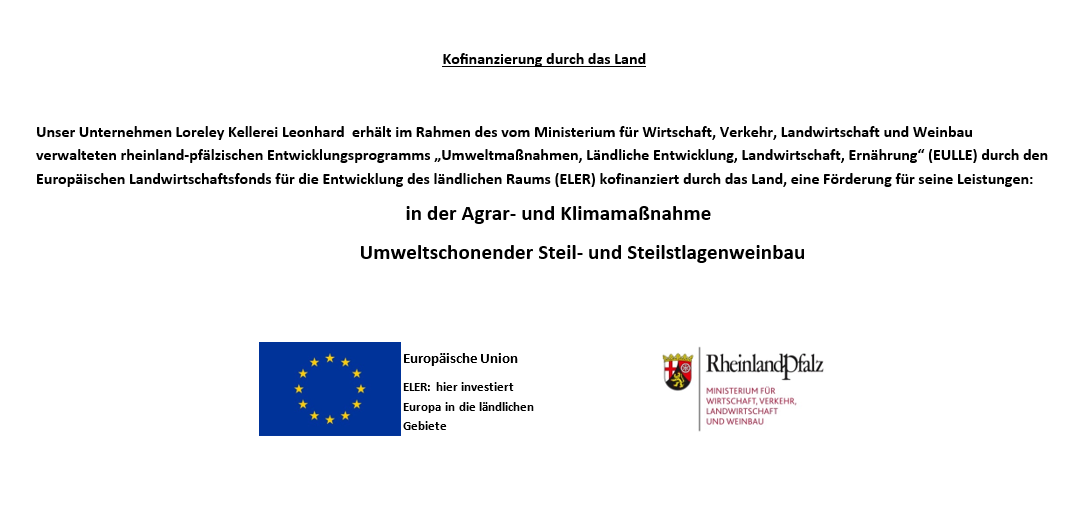 Kofinanzierung durch das Land
Unser Unternehmen Loreley Kellerei Leonhard erhält im Rahmen des vom Ministerium für Wirtschaft, Verkehr, Landwirtschaft und Weinbau
verwalteten rheinland-pfälzischen Entwicklungsprogramms „Umweltmaßnahmen, Ländliche Entwicklung, Landwirtschaft, Ernährung“ (EULLE) durch den
Europäischen Landwirtschaftsfonds für die Entwicklung des ländlichen Raums (ELER) kofinanziert durch das Land, eine Förderung für seine Leistungen:
in der Agrar- und Klimamaßnahme
Umweltschonender Steil- und Steilstlagenweinbau
Europäische Union
ELER: hier investiert
Europa in die ländlichen
Gebiete
RheinlandPfalz
MINISTERIUM FÜR
WIRTSCHAFT, VERKEHR,
LANDWIRTSCHAFT
UND WEINBAU